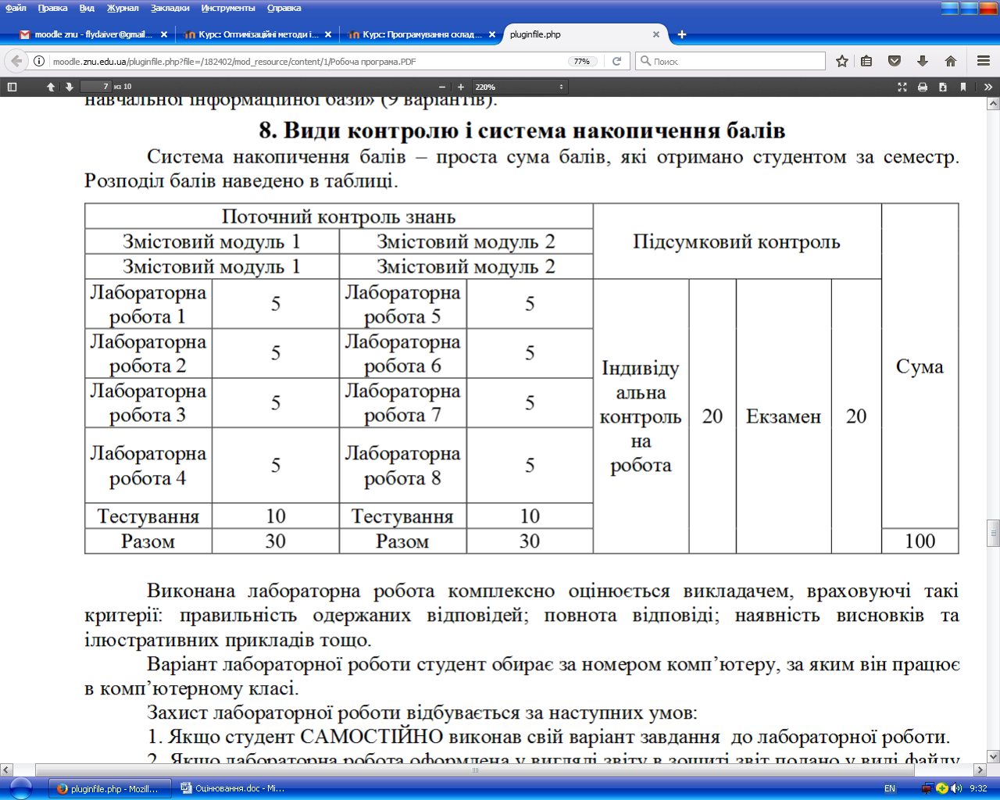 Файл Правка Вид Журнал Закладки Инструменты Справка
moodle znu - flydaiver@gmail... × Курс: Оптимізаційні методи і... × Курс: Програмування склад... × pluginfile.php × +
moodle.znu.edu.ua/pluginfile.php?file=/182402/mod_resource/content/1/Робоча програма.PDF 77% Поиск
7 из 10 220%
навчальної інформаційної бази» (9 варіантів).
8. Види контролю і система накопичення балів
Система накопичення балів – проста сума балів, які отримано студентом за семестр.
Розподіл балів наведено в таблиці.
Поточний контроль знань
Змістовий модуль 1 Змістовий модуль 2 Підсумковий контроль
Змістовий модуль 1 Змістовий модуль 2
Лабораторна робота 1 5 Лабораторна робота 5 5
Лабораторна робота 2 5 Лабораторна робота 6 5
Лабораторна робота 3 5 Лабораторна робота 7 5
Лабораторна робота 4 5 Лабораторна робота 8 5
Індивіду
альна
контроль
на
робота
20 Екзамен 20
Сума
Тестування 10 Тестування 10
Разом 30 Разом 30 100
Виконана лабораторна робота комплексно оцінюється викладачем, враховуючі такі
критерії: правильність одержаних відповідей; повнота відповіді; наявність висновків та
ілюстративних прикладів тощо.
Варіант лабораторної роботи студент обирає за номером комп’ютеру, за яким він працює
в комп’ютерному класі.
Захист лабораторної роботи відбувається за наступних умов:
1. Якщо студент САМОСТІЙНО виконав свій варіант завдання до лабораторної роботи.
2. Якщо лабораторна робота оформлена у вигляді звіту в зошиті звіт подано у виді файлу
pluginfile.php - Mozill... Оцінювання.doc - Mi... EN 9:32